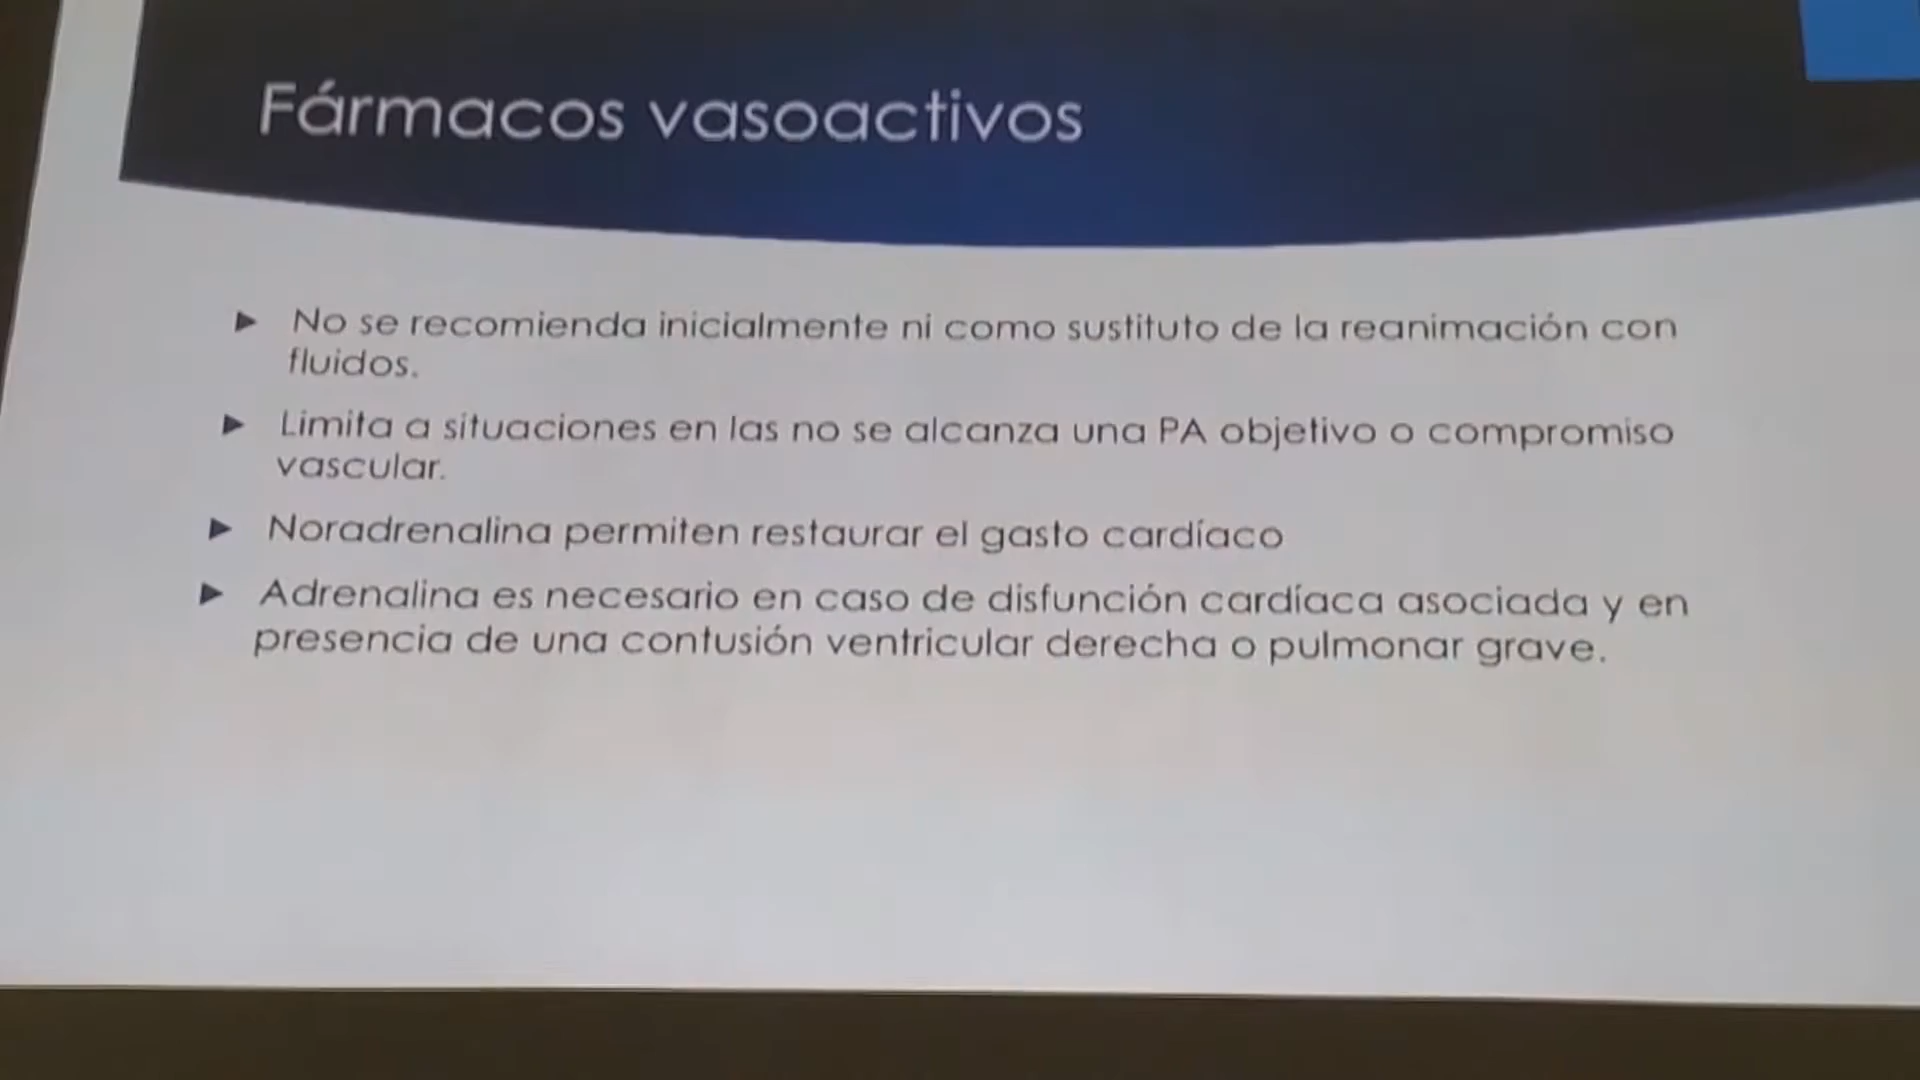 Fármacos vasoactivos
No se recomienda inicialmente ni como sustituto de la reanimación con
fluidos.
Limita a situaciones en las no se alcanza una PA objetivo o compromiso
vascular.
Noradrenalina permiten restaurar el gasto cardíaco
Adrenalina es necesario en caso de disfunción cardíaca asociada y en
presencia de una contusión ventricular derecha o pulmonar grave.